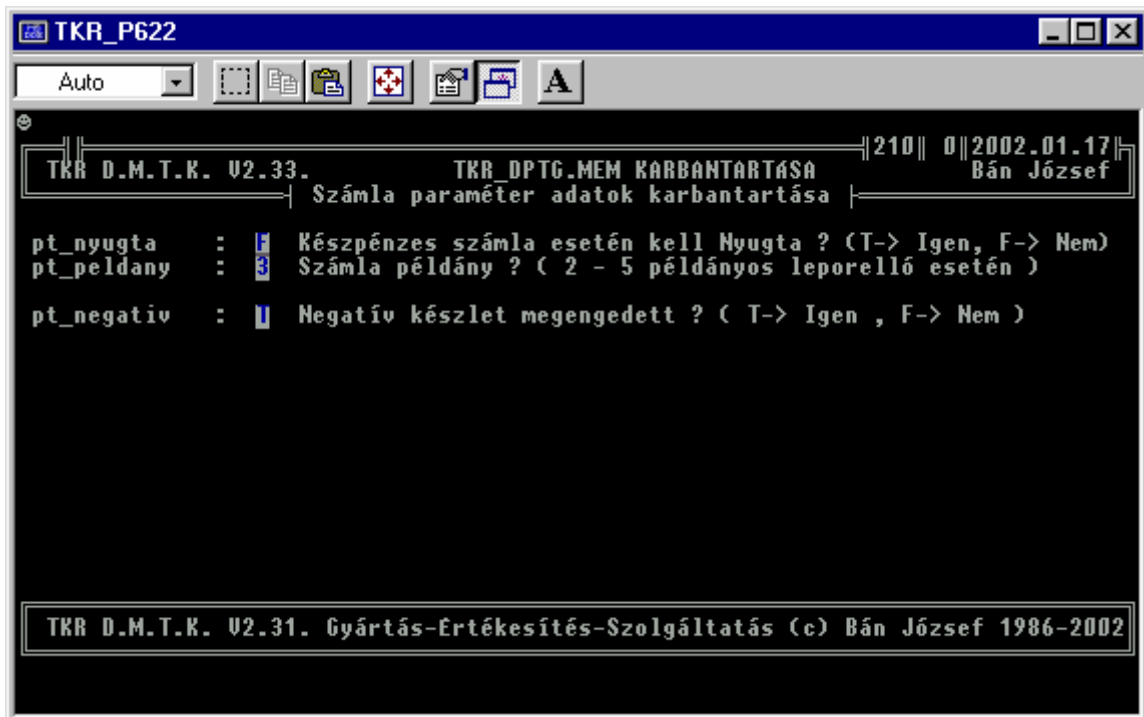 TKR_P622
Auto
A
210 0 2002.01.17
TKR D.M.T.K. V2.33. TKR_DPTG.MEM KARBANTARTÁSA Bán József
Számla paraméter adatok karbantartása
pt_nyugta : F Készpénzes számla esetén kell Nyugta ? (T-> Igen, F-> Nem)
pt_peldany : 3 Számla példány ? ( 2 - 5 példányos leporelló esetén )
pt_negativ : T Negatív készlet megengedett ? ( T-> Igen , F-> Nem )
TKR D.M.T.K. V2.31. Gyártás-Értékesítés-Szolgáltatás (c) Bán József 1986-2002